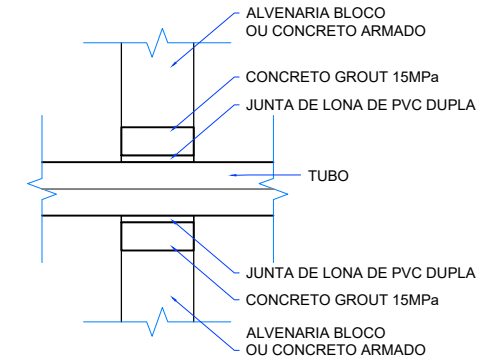 ALVENARIA BLOCO
OU CONCRETO ARMADO
CONCRETO GROUT 15MPa
JUNTA DE LONA DE PVC DUPLA
TUBO
JUNTA DE LONA DE PVC DUPLA
CONCRETO GROUT 15MPa
ALVENARIA BLOCO
OU CONCRETO ARMADO